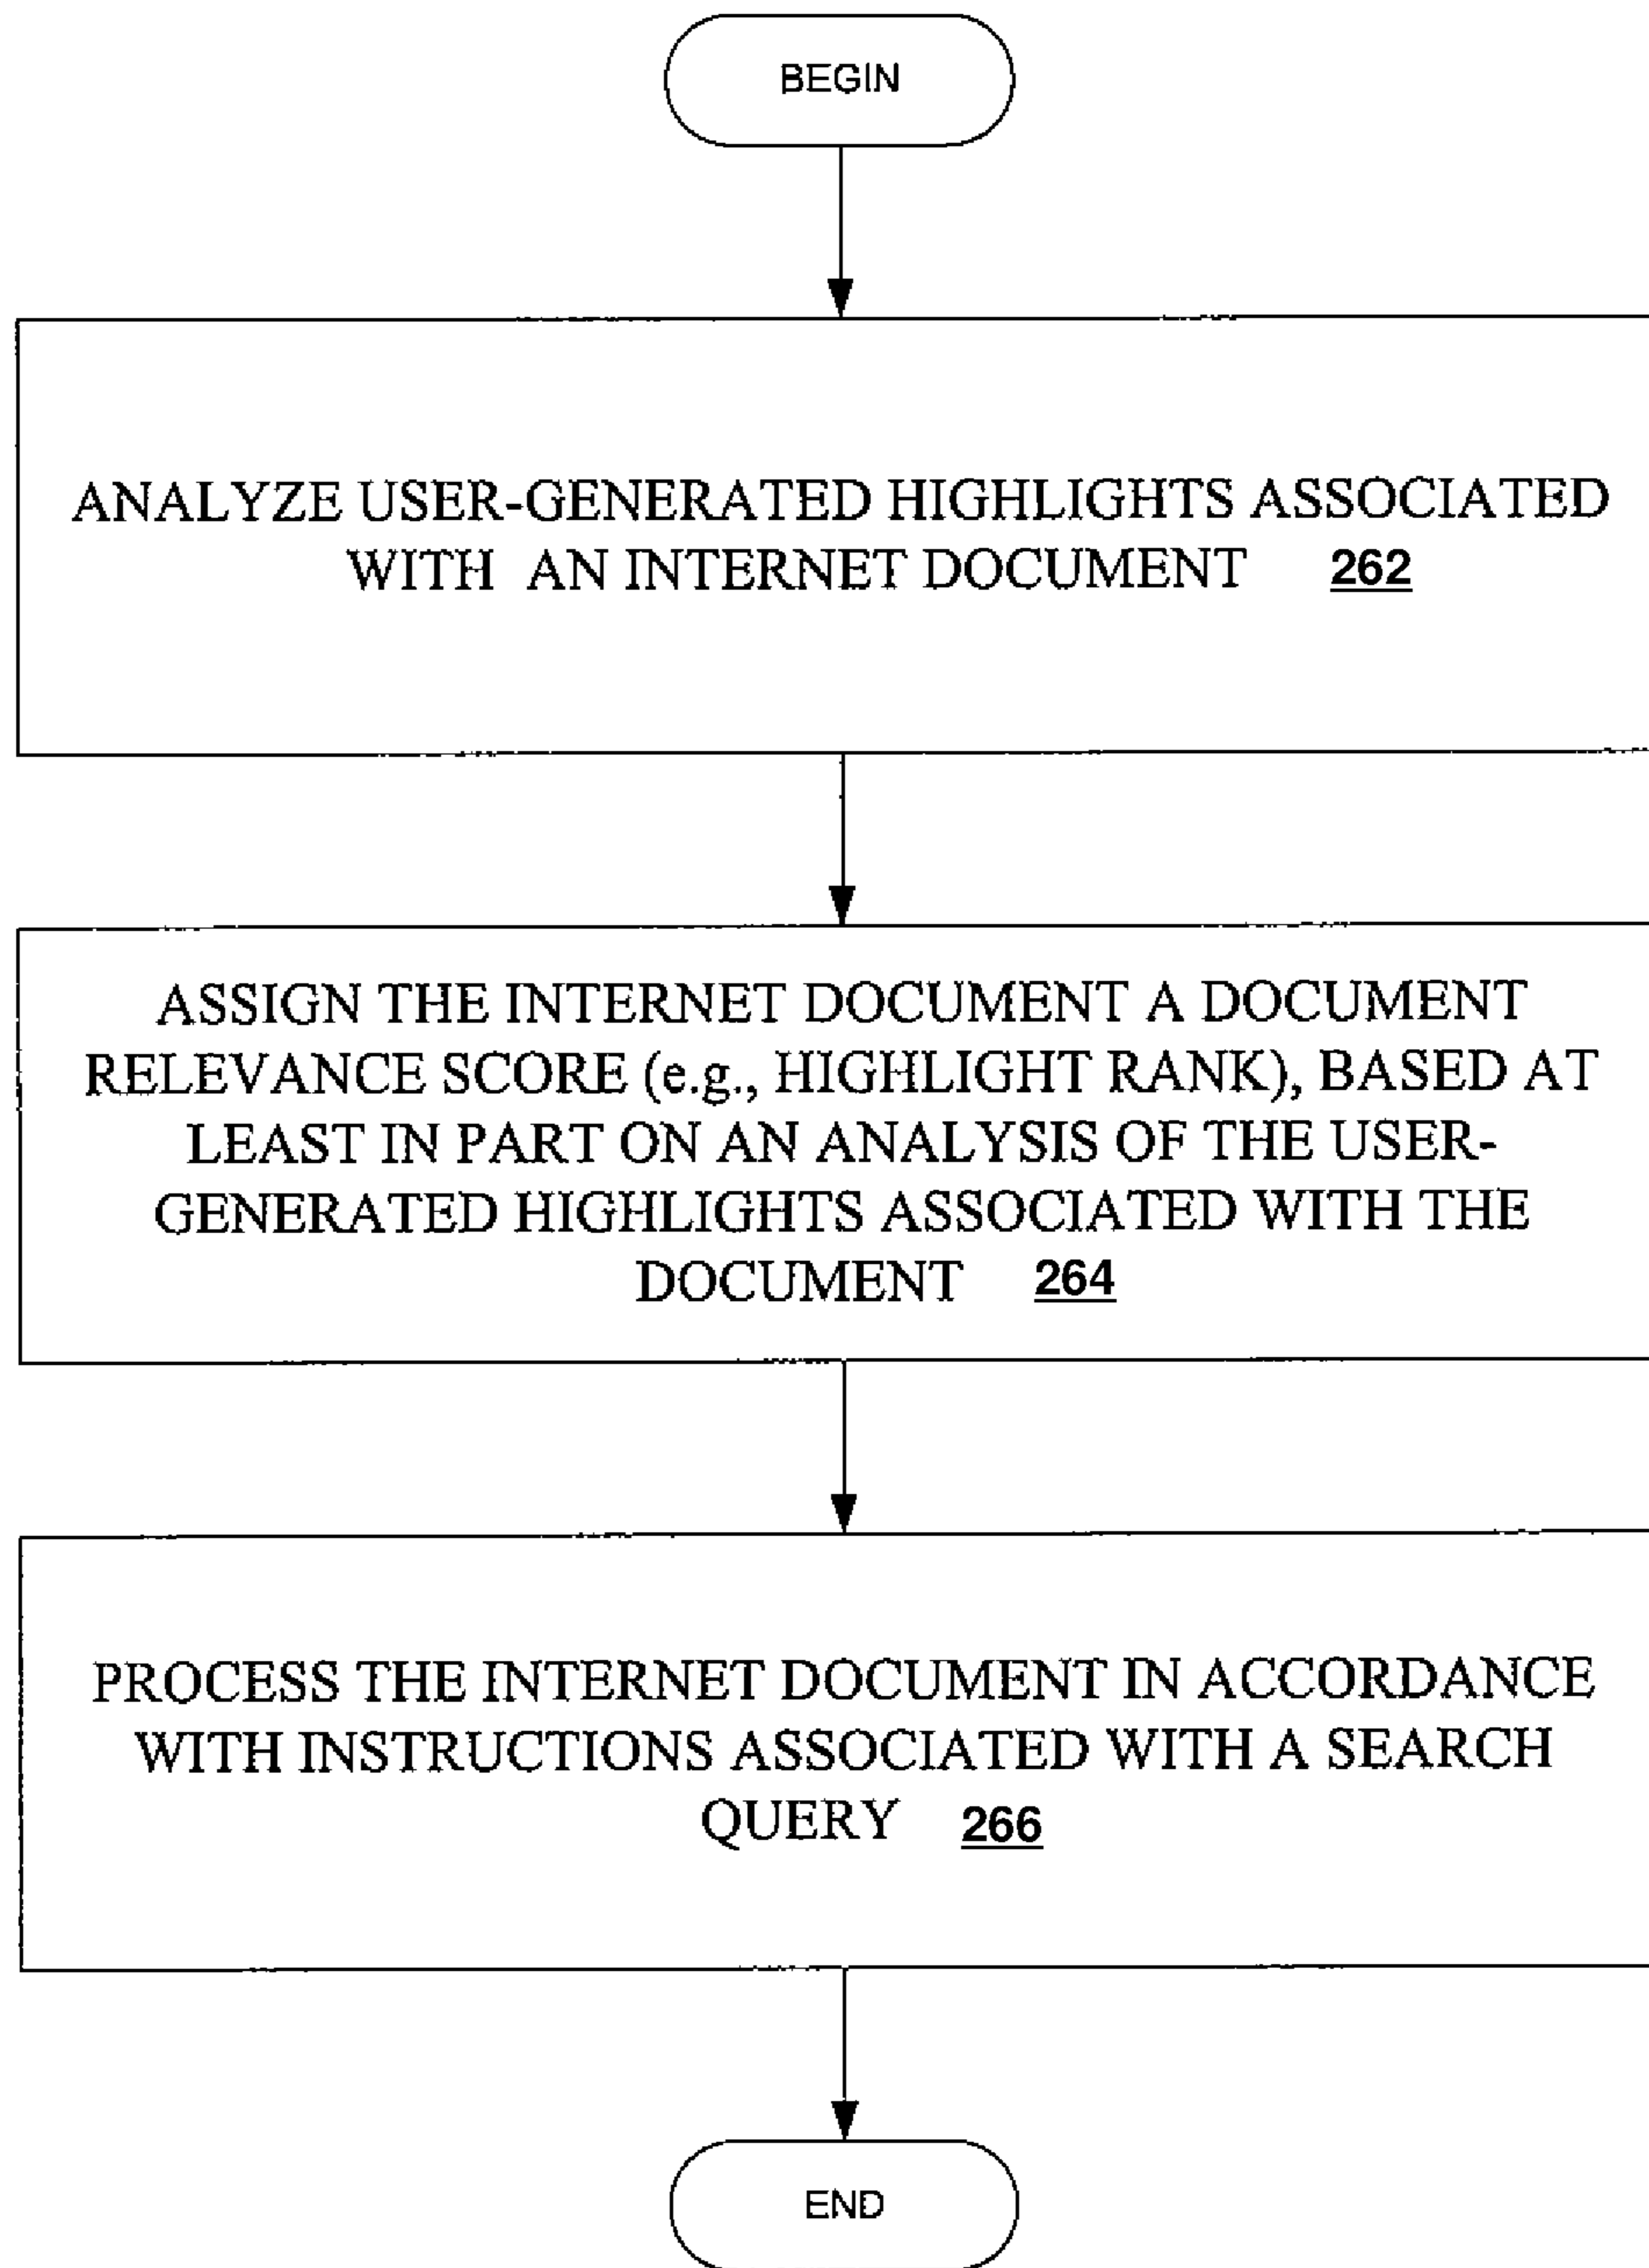 BEGIN
ANALYZE USER-GENERATED HIGHLIGHTS ASSOCIATED
WITH AN INTERNET DOCUMENT 262
ASSIGN THE INTERNET DOCUMENT A DOCUMENT
RELEVANCE SCORE (e.g., HIGHLIGHT RANK), BASED AT
LEAST IN PART ON AN ANALYSIS OF THE USER-
GENERATED HIGHLIGHTS ASSOCIATED WITH THE
DOCUMENT 264
PROCESS THE INTERNET DOCUMENT IN ACCORDANCE
WITH INSTRUCTIONS ASSOCIATED WITH A SEARCH
QUERY 266
END